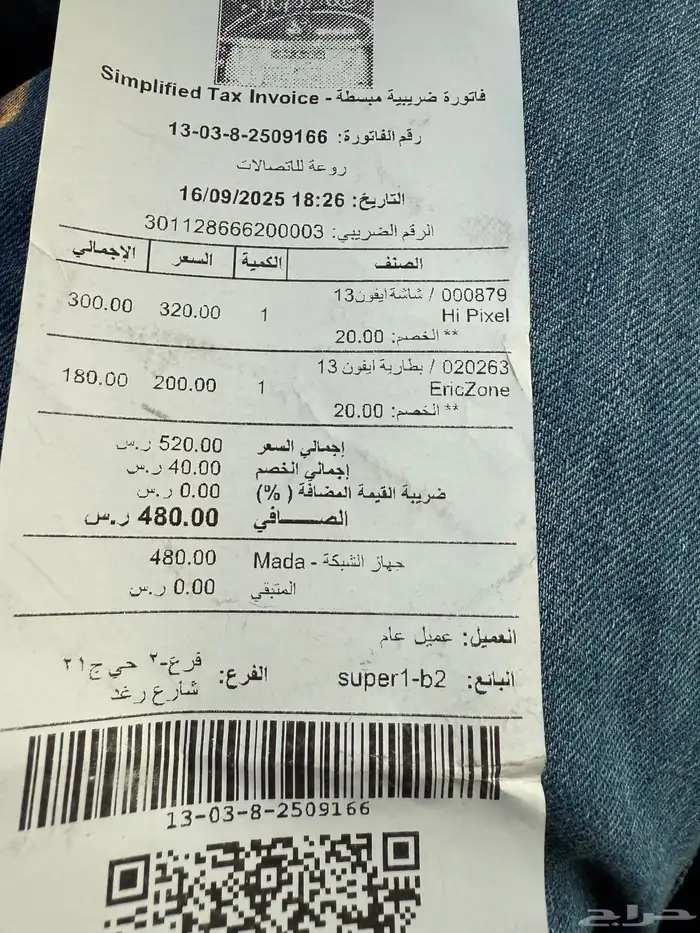 فاتورة ضريبية مبسطة - Simplified Tax Invoice
رقم الفاتورة: 13-03-8-2509166
روعة للاتصالات
التاريخ: 16/09/2025 18:26
الرقم الضريبي: 301128666200003
الصنف الكمية السعر الإجمالي
000879 / شاشة ايفون13 1 320.00 300.00
Hi Pixel
** الخصم: 20.00
020263 / بطارية ايفون 13 1 200.00 180.00
EricZone
** الخصم: 20.00
إجمالي السعر 520.00 ر.س
إجمالي الخصم 40.00 ر.س
ضريبة القيمة المضافة ( %) 0.00 ر.س
الصـــــافي 480.00 ر.س
جهاز الشبكة - Mada 480.00
المتبقي 0.00 ر.س
العميل: عميل عام
البائع: super1-b2 الفرع: فرع-٢ حي ج٢١
شارع رغد
13-03-8-2509166
حراج